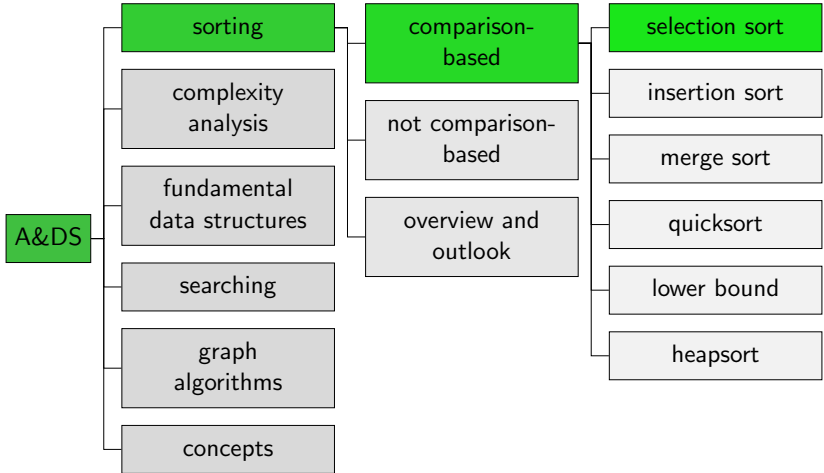 A&DS
sorting
complexity
analysis
fundamental
data structures
searching
graph
algorithms
concepts
comparison-
based
not comparison-
based
overview and
outlook
selection sort
insertion sort
merge sort
quicksort
lower bound
heapsort